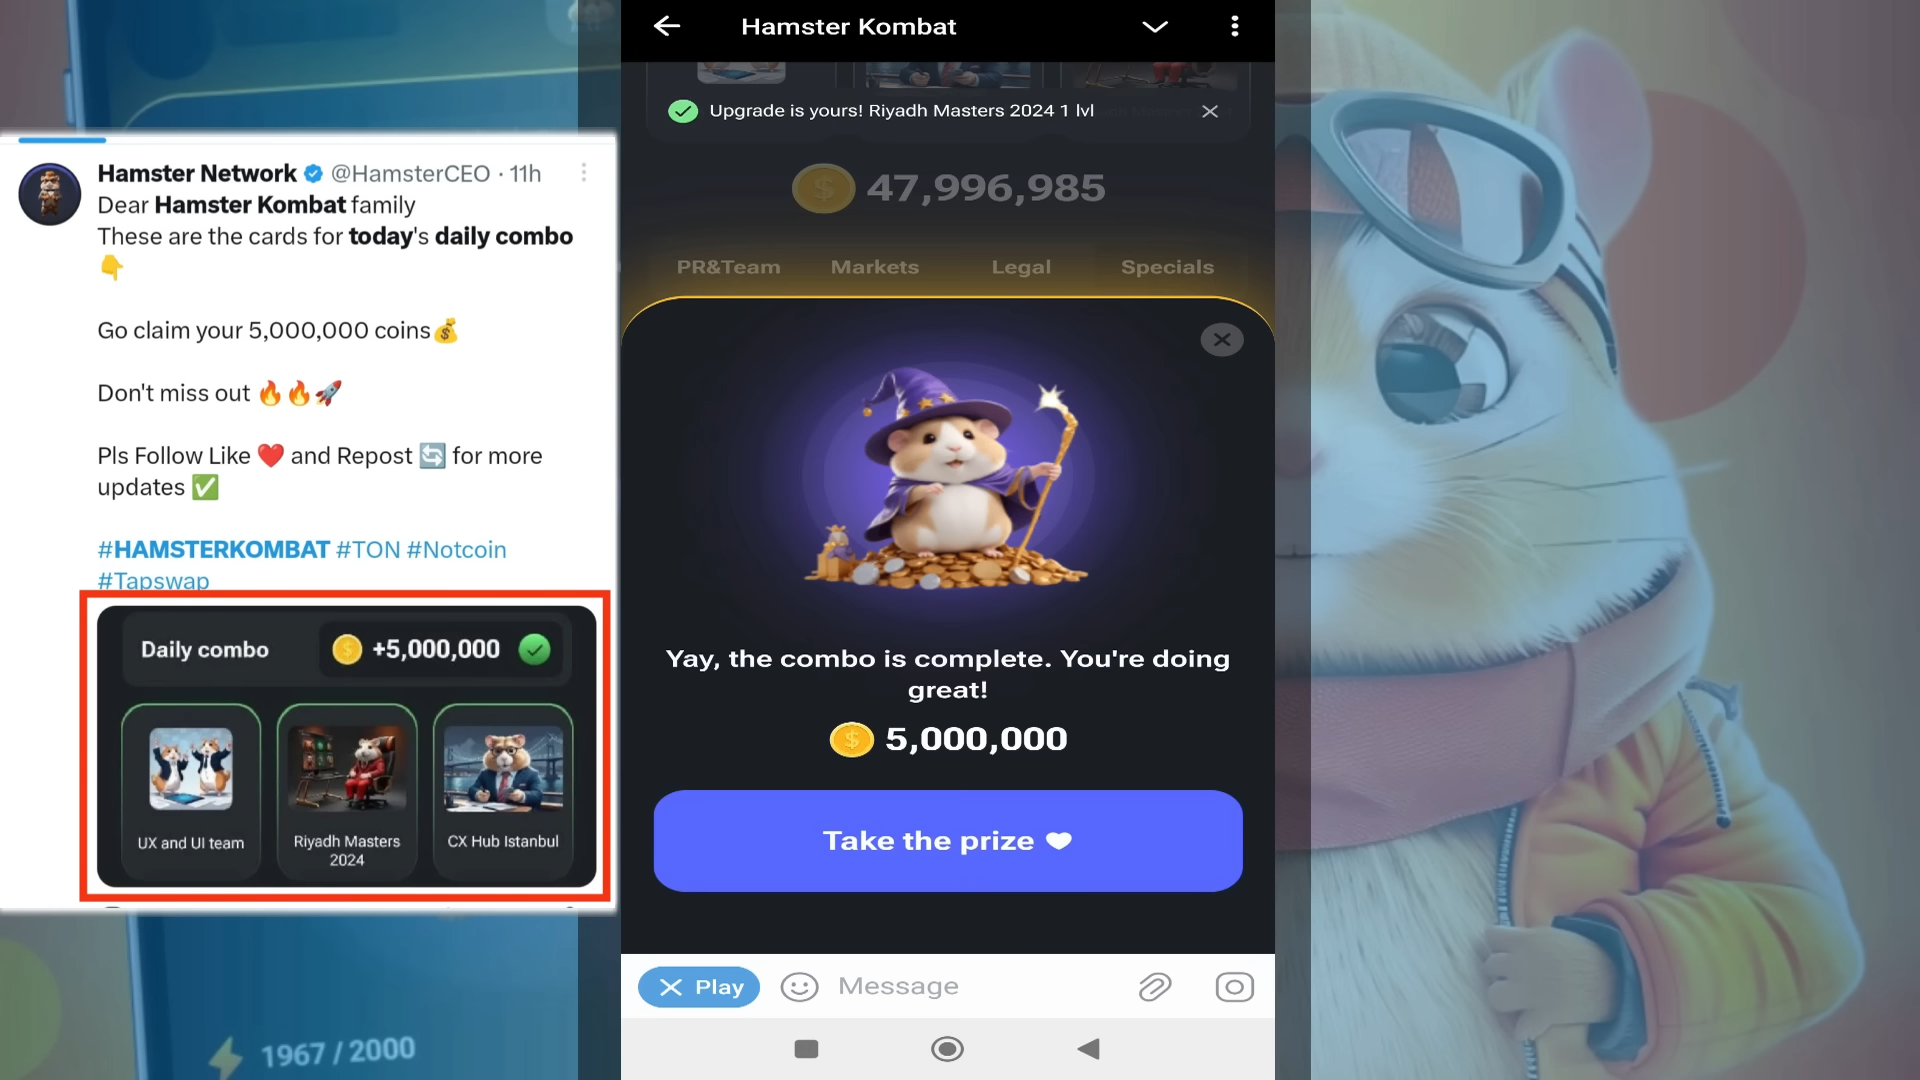 Hamster Network @HamsterCEO · 11h
Dear Hamster Kombat family
These are the cards for today's daily combo
👇
Go claim your 5,000,000 coins💰
Don't miss out 🔥🔥🚀
Pls Follow Like ❤️ and Repost 🔄 for more
updates ✅
#HAMSTERKOMBAT #TON #Notcoin
#Tapswap
Daily combo
+5,000,000
UX and UI team
Riyadh Masters
2024
CX Hub Istanbul
1967 / 2000
Hamster Kombat
Upgrade is yours! Riyadh Masters 2024 1 lvl
47,996,985
PR&Team
Markets
Legal
Specials
Yay, the combo is complete. You're doing
great!
5,000,000
Take the prize
Play
Message